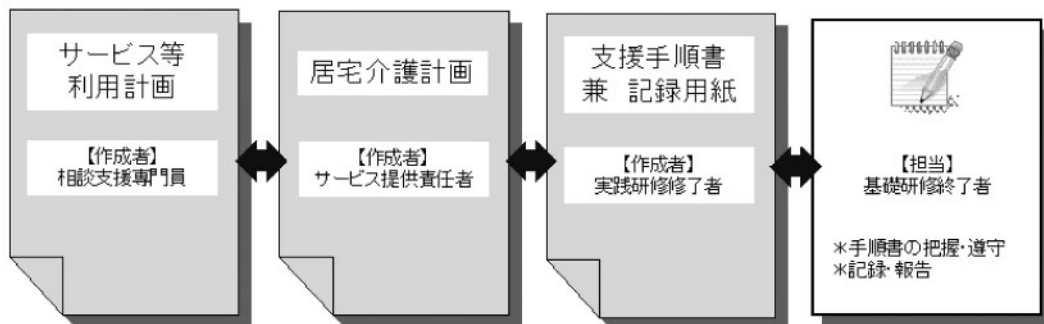 サービス等
利用計画
【作成者】
相談支援専門員
居宅介護計画
【作成者】
サービス提供責任者
支援手順書
兼 記録用紙
【作成者】
実践研修修了者
【担当】
基礎研修終了者
＊手順書の把握・遵守
＊記録・報告